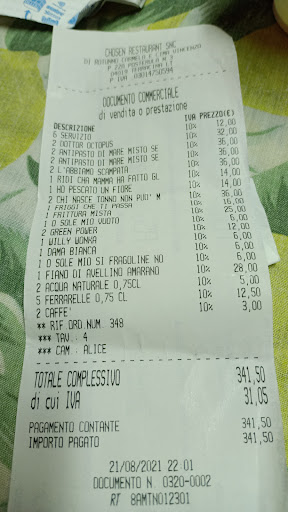 CHOSEN RESTAURANT SNC
DOCUMENTO COMMERCIALE
di vendita o prestazione
DESCRIZIONE IVA PREZZO(€)
6 SERVIZIO 10% 12,00
2 DOTTOR OCTOPUS 10% 32,00
2 ANTIPASTO DI MARE MISTO SE 10% 36,00
2 ANTIPASTO DI MARE MISTO SE 10% 36,00
2 L'ABBIAMO SCAMPATA 10%
1 RIDI CHA MAMMA HA FATTO GL 10% 14,00
1 HO PESCATO UN FIORE 10% 14,00
2 CHI NASCE TONNO NON PUO' M 10% 36,00
1 FRIGGI CHE TI PASSA 10% 16,00
1 FRITTURA MISTA 10%
1 O SOLE MIO VUOTO 10% 6,00
2 GREEN POWER 10% 12,00
1 WILLY WONKA 10% 6,00
1 DAMA BIANCA 10% 6,00
1 O SOLE MIO SI FRAGOLINE NO 10% 6,00
1 FIANO DI AVELLINO AMARANO 10% 28,00
2 ACQUA NATURALE 0,75CL 10% 5,00
5 FERRARELLE 0,75 CL 10% 12,50
2 CAFFE' 10% 3,00
** RIF.ORD.NUM. 348
*** TAV.: 4
*** CAM.: ALICE
TOTALE COMPLESSIVO 341,50
di cui IVA 31,05
PAGAMENTO CONTANTE 341,50
IMPORTO PAGATO 341,50
21/08/2021 22:01
DOCUMENTO N. 0320-0002
RT 8AMTN012301